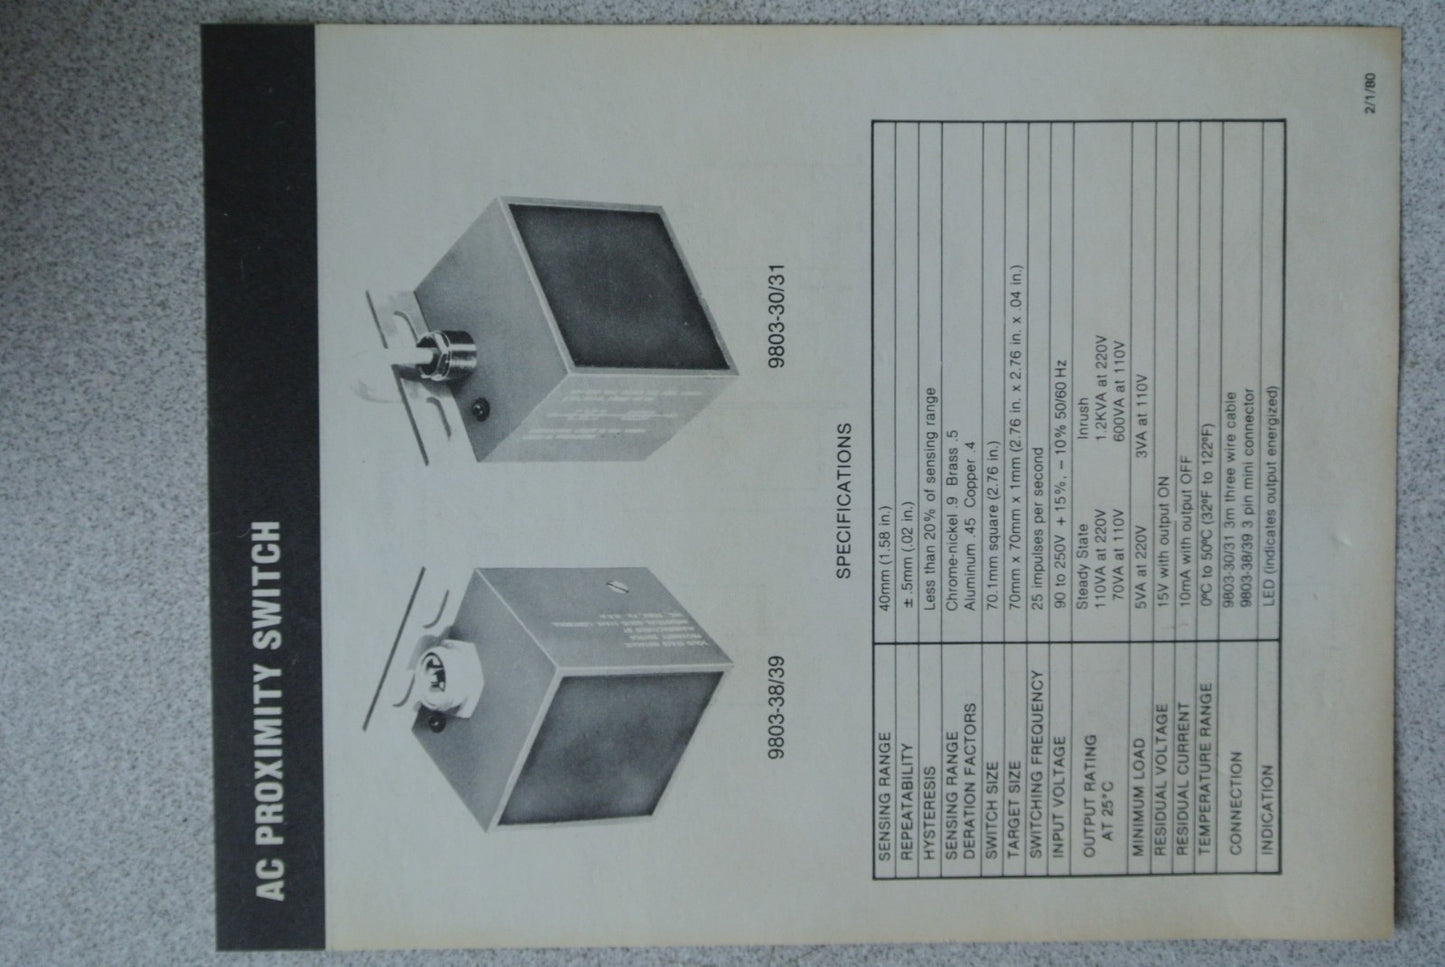 AC PROXIMITY SWITCH
9803-38/39
9803-30/31
SPECIFICATIONS
SENSING RANGE 40mm (1.58 in.)
REPEATABILITY ± .5mm (.02 in.)
HYSTERESIS Less than 20% of sensing range
SENSING RANGE Chrome-nickel .9 Brass .5
DERATION FACTORS Aluminum .45 Copper .4
SWITCH SIZE 70.1mm square (2.76 in.)
TARGET SIZE 70mm x 70mm x 1mm (2.76 in. x 2.76 in. x .04 in.)
SWITCHING FREQUENCY 25 impulses per second
INPUT VOLTAGE 90 to 250V + 15%, – 10% 50/60 Hz
OUTPUT RATING
AT 25°C
Steady State Inrush
110VA at 220V 1.2KVA at 220V
70VA at 110V 600VA at 110V
MINIMUM LOAD 5VA at 220V 3VA at 110V
RESIDUAL VOLTAGE 15V with output ON
RESIDUAL CURRENT 10mA with output OFF
TEMPERATURE RANGE 0°C to 50°C (32°F to 122°F)
CONNECTION
9803-30/31 3m three wire cable
9803-38/39 3 pin mini connector
INDICATION LED (indicates output energized)
2/1/80